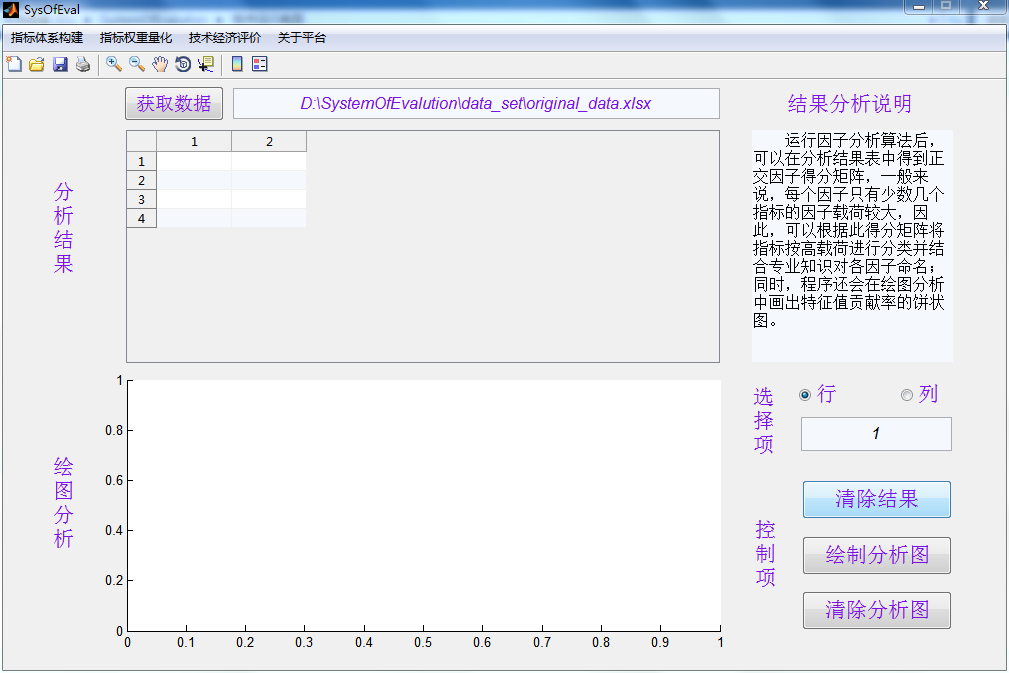 SysOfEval
指标体系构建 指标权重量化 技术经济评价 关于平台
获取数据 D:\SystemOfEvalution\data_set\original_data.xlsx 结果分析说明
1 2
1
2
3
4
分析结果
运行因子分析算法后，
可以在分析结果表中得到正
交因子得分矩阵，一般来
说，每个因子只有少数几个
指标的因子载荷较大，因
此，可以根据此得分矩阵将
指标按高载荷进行分类并结
合专业知识对各因子命名；
同时，程序还会在绘图分析
中画出特征值贡献率的饼状
图。
绘图分析
1
0.8
0.6
0.4
0.2
0
0 0.1 0.2 0.3 0.4 0.5 0.6 0.7 0.8 0.9 1
选择项
行 列
1
控制项
清除结果
绘制分析图
清除分析图